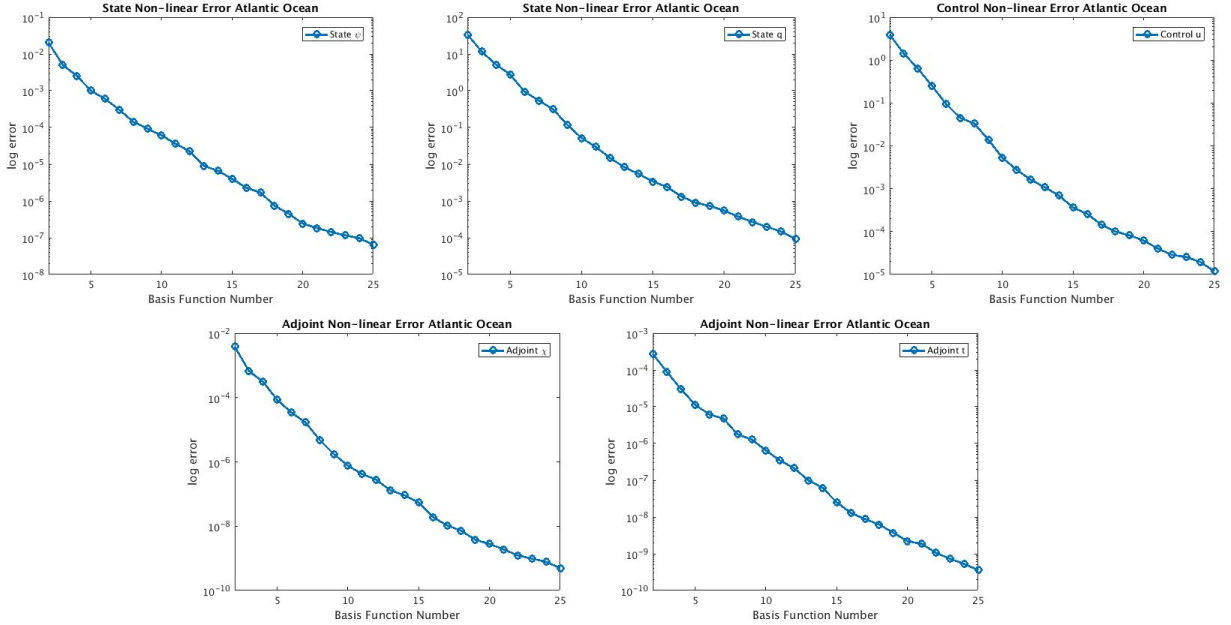 State Non-linear Error Atlantic Ocean
10^-1
10^-2
10^-3
10^-4
10^-5
10^-6
10^-7
10^-8
log error
5 10 15 20 25
Basis Function Number
State ψ
State Non-linear Error Atlantic Ocean
10^2
10^1
10^0
10^-1
10^-2
10^-3
10^-4
10^-5
log error
5 10 15 20 25
Basis Function Number
State q
Control Non-linear Error Atlantic Ocean
10^1
10^0
10^-1
10^-2
10^-3
10^-4
10^-5
log error
5 10 15 20 25
Basis Function Number
Control u
Adjoint Non-linear Error Atlantic Ocean
10^-2
10^-4
10^-6
10^-8
10^-10
log error
5 10 15 20 25
Basis Function Number
Adjoint χ
Adjoint Non-linear Error Atlantic Ocean
10^-3
10^-4
10^-5
10^-6
10^-7
10^-8
10^-9
10^-10
log error
5 10 15 20 25
Basis Function Number
Adjoint t